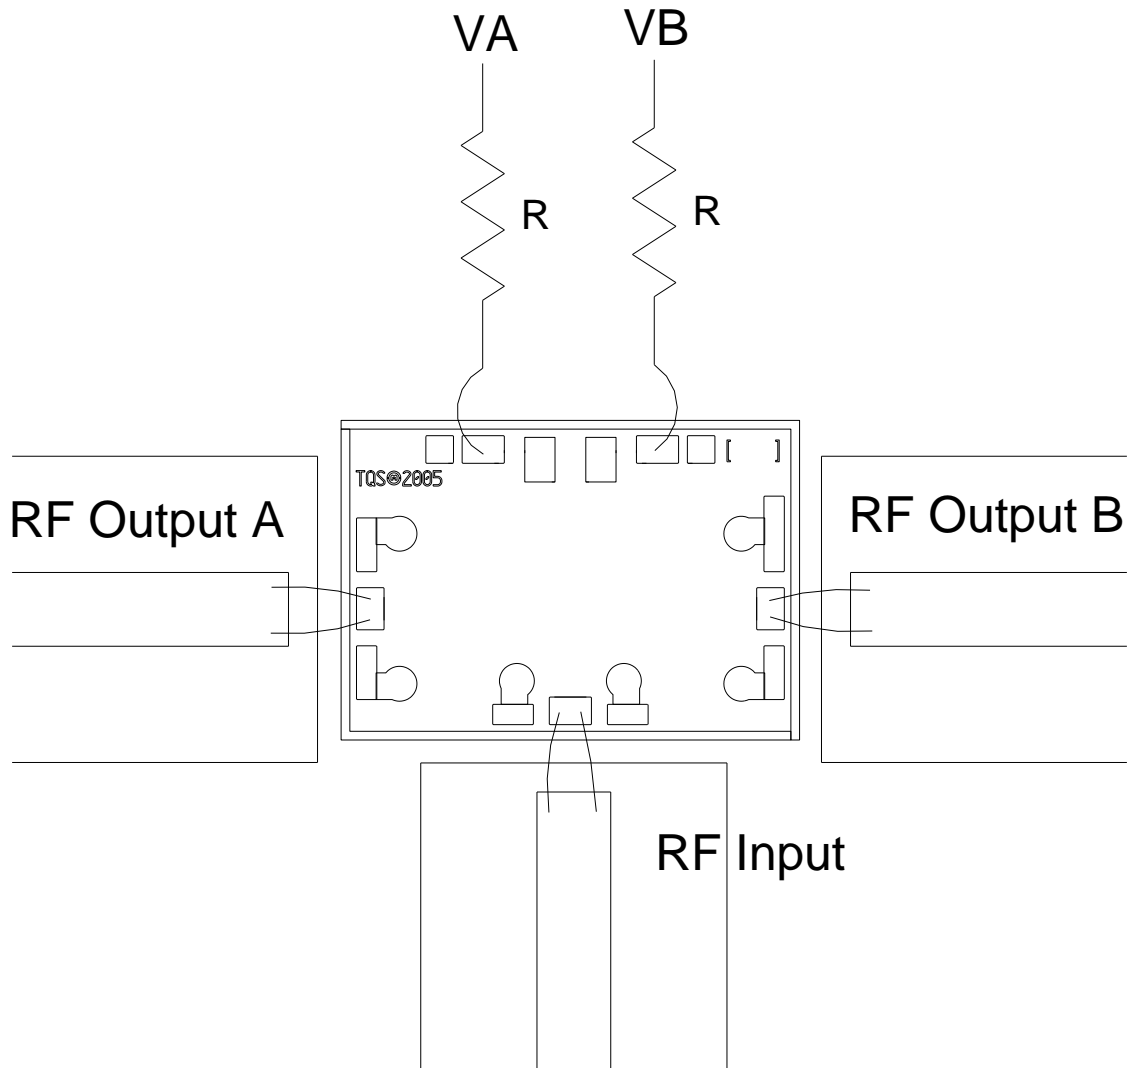 VA
VB
R
R
TQS©2005
[ ]
RF Output A
RF Output B
RF Input